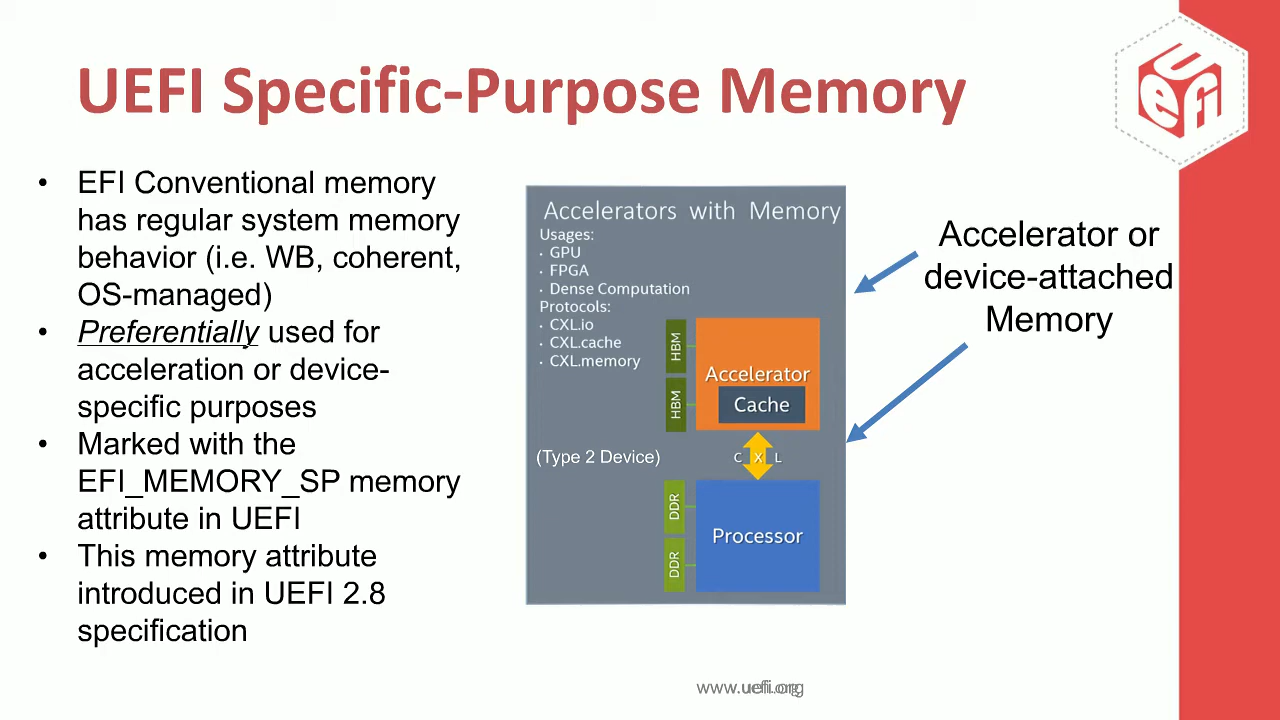 UEFI Specific-Purpose Memory
uefi
• EFI Conventional memory
has regular system memory
behavior (i.e. WB, coherent,
OS-managed)
• Preferentially used for
acceleration or device-
specific purposes
• Marked with the
EFI_MEMORY_SP memory
attribute in UEFI
• This memory attribute
introduced in UEFI 2.8
specification
Accelerators with Memory
Usages:
• GPU
• FPGA
• Dense Computation
Protocols:
• CXL.io
• CXL.cache
• CXL.memory
HBM
HBM
Accelerator
Cache
(Type 2 Device)
C X L
DDR
DDR
Processor
Accelerator or
device-attached
Memory
www.uefi.org